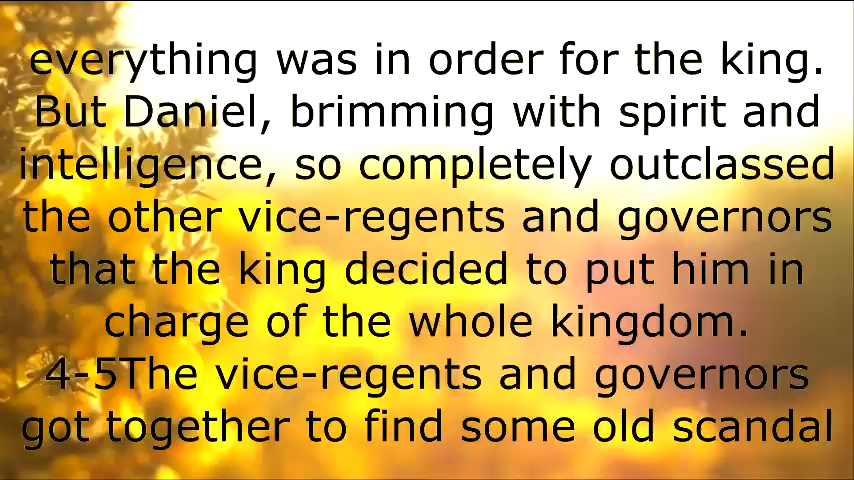 everything was in order for the king.
But Daniel, brimming with spirit and
intelligence, so completely outclassed
the other vice-regents and governors
that the king decided to put him in
charge of the whole kingdom.
4-5The vice-regents and governors
got together to find some old scandal